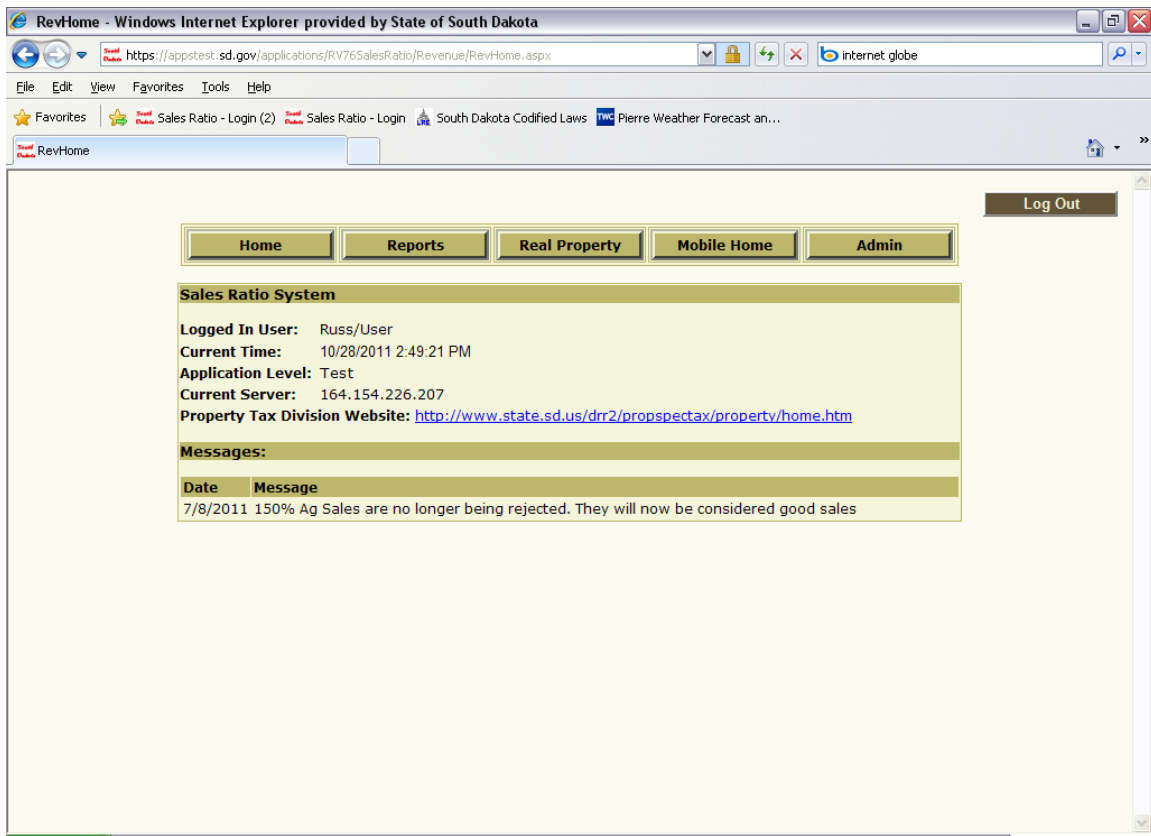 RevHome - Windows Internet Explorer provided by State of South Dakota
https://appstest.sd.gov/applications/RV76SalesRatio/Revenue/RevHome.aspx internet globe
File Edit View Favorites Tools Help
Favorites Sales Ratio - Login (2) Sales Ratio - Login South Dakota Codified Laws TWC Pierre Weather Forecast an...
RevHome »
Log Out
Home Reports Real Property Mobile Home Admin
Sales Ratio System
Logged In User: Russ/User
Current Time: 10/28/2011 2:49:21 PM
Application Level: Test
Current Server: 164.154.226.207
Property Tax Division Website: http://www.state.sd.us/drr2/propspectax/property/home.htm
Messages:
Date Message
7/8/2011 150% Ag Sales are no longer being rejected. They will now be considered good sales